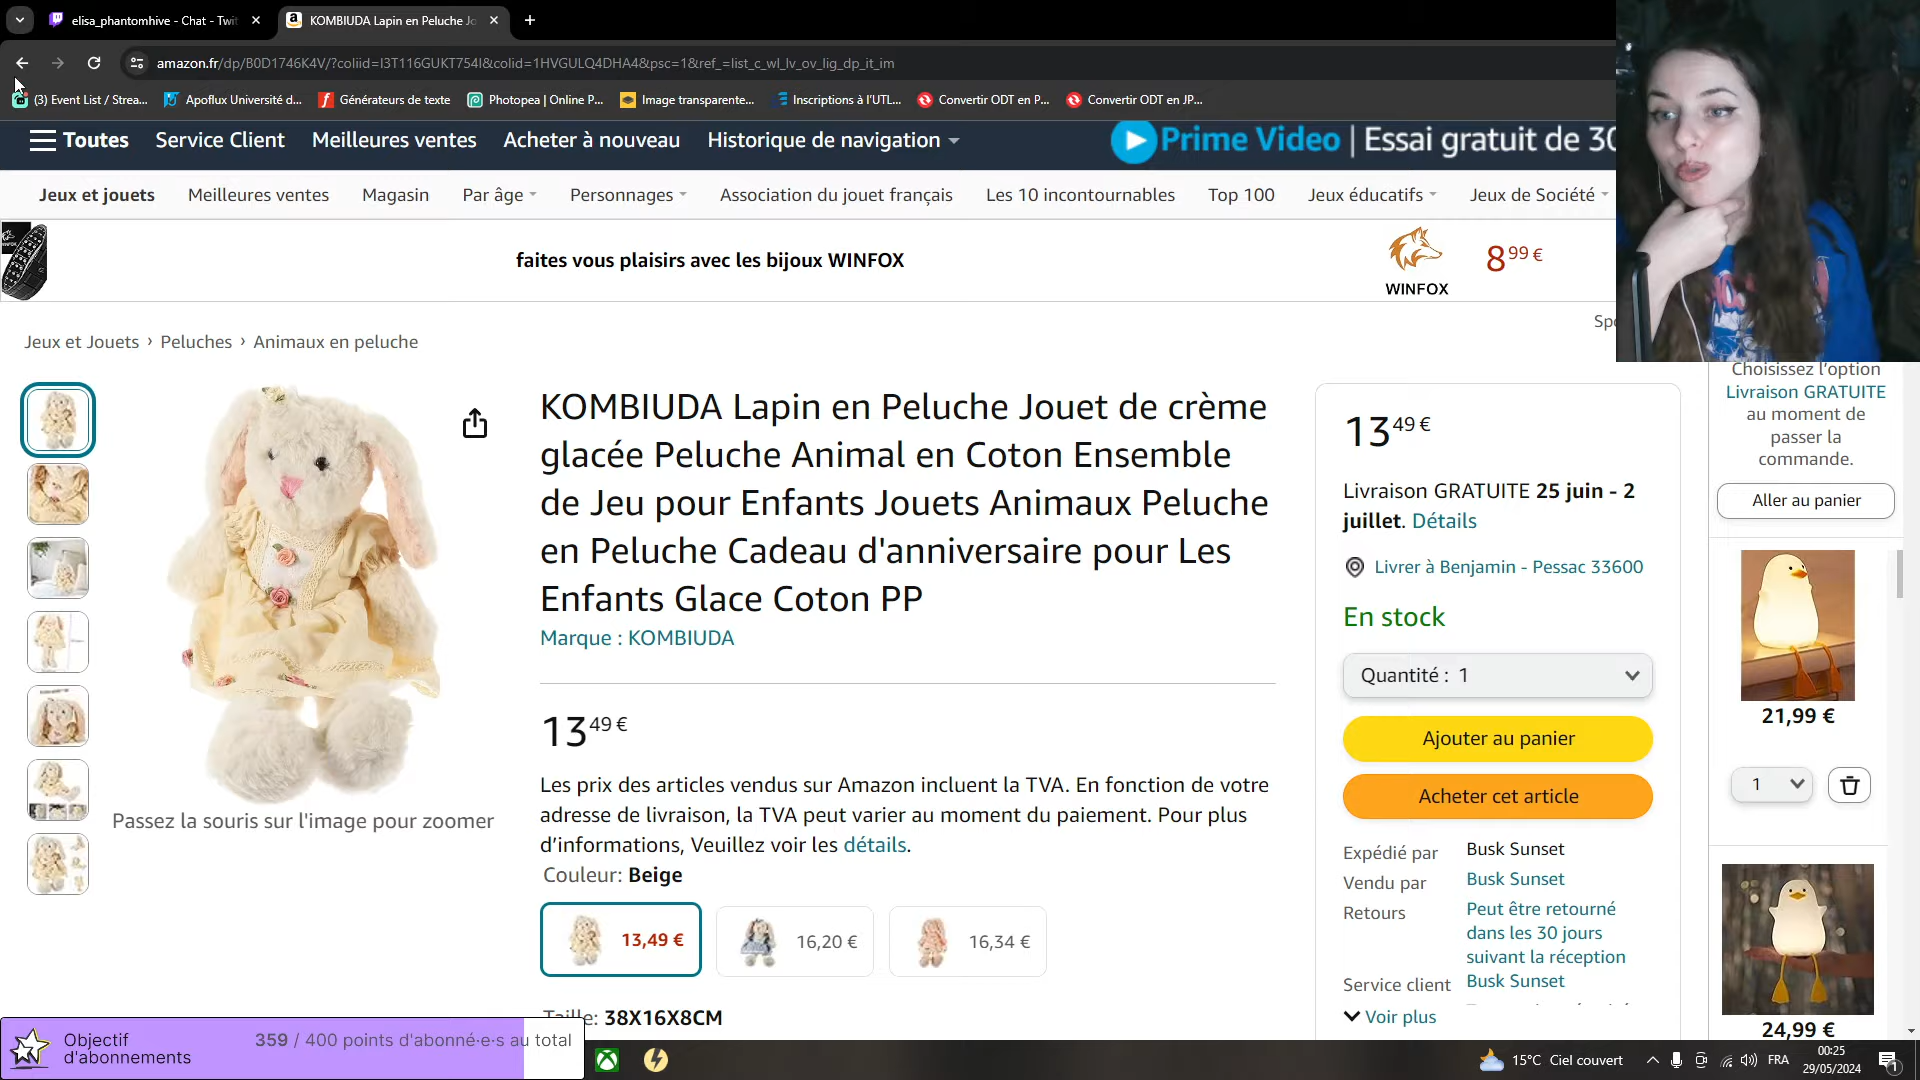 elisa_phantomhive - Chat - Twit
KOMBIUDA Lapin en Peluche Jo
amazon.fr/dp/B0D1746K4V/?coliid=I3T116GUKT754I&colid=1HVGULQ4DHA4&psc=1&ref_=list_c_wl_lv_ov_lig_dp_it_im
(3) Event List / Strea...
Apoflux Université d...
Générateurs de texte
Photopea | Online P...
Image transparente...
Inscriptions à l'UTL...
Convertir ODT en P...
Convertir ODT en JP...
Toutes
Service Client
Meilleures ventes
Acheter à nouveau
Historique de navigation
Prime Video | Essai gratuit de 30
Jeux et jouets
Meilleures ventes
Magasin
Par âge
Personnages
Association du jouet français
Les 10 incontournables
Top 100
Jeux éducatifs
Jeux de Société
faites vous plaisirs avec les bijoux WINFOX
WINFOX
8,99 €
Jeux et Jouets › Peluches › Animaux en peluche
KOMBIUDA Lapin en Peluche Jouet de crème
glacée Peluche Animal en Coton Ensemble
de Jeu pour Enfants Jouets Animaux Peluche
en Peluche Cadeau d'anniversaire pour Les
Enfants Glace Coton PP
Marque : KOMBIUDA
13 49 €
Les prix des articles vendus sur Amazon incluent la TVA. En fonction de votre
adresse de livraison, la TVA peut varier au moment du paiement. Pour plus
d’informations, Veuillez voir les détails.
Couleur: Beige
13,49 €
16,20 €
16,34 €
Taille: 38X16X8CM
Passez la souris sur l'image pour zoomer
13 49 €
Livraison GRATUITE 25 juin - 2
juillet. Détails
Livrer à Benjamin - Pessac 33600
En stock
Quantité : 1
Ajouter au panier
Acheter cet article
Expédié par
Busk Sunset
Vendu par
Busk Sunset
Retours
Peut être retourné
dans les 30 jours
suivant la réception
Service client
Busk Sunset
Voir plus
Choisissez l’option
Livraison GRATUITE
au moment de
passer la
commande.
Aller au panier
21,99 €
1
24,99 €
Objectif
d'abonnements
359 / 400 points d'abonné·e·s au total
15°C Ciel couvert
FRA
00:25
29/05/2024
1